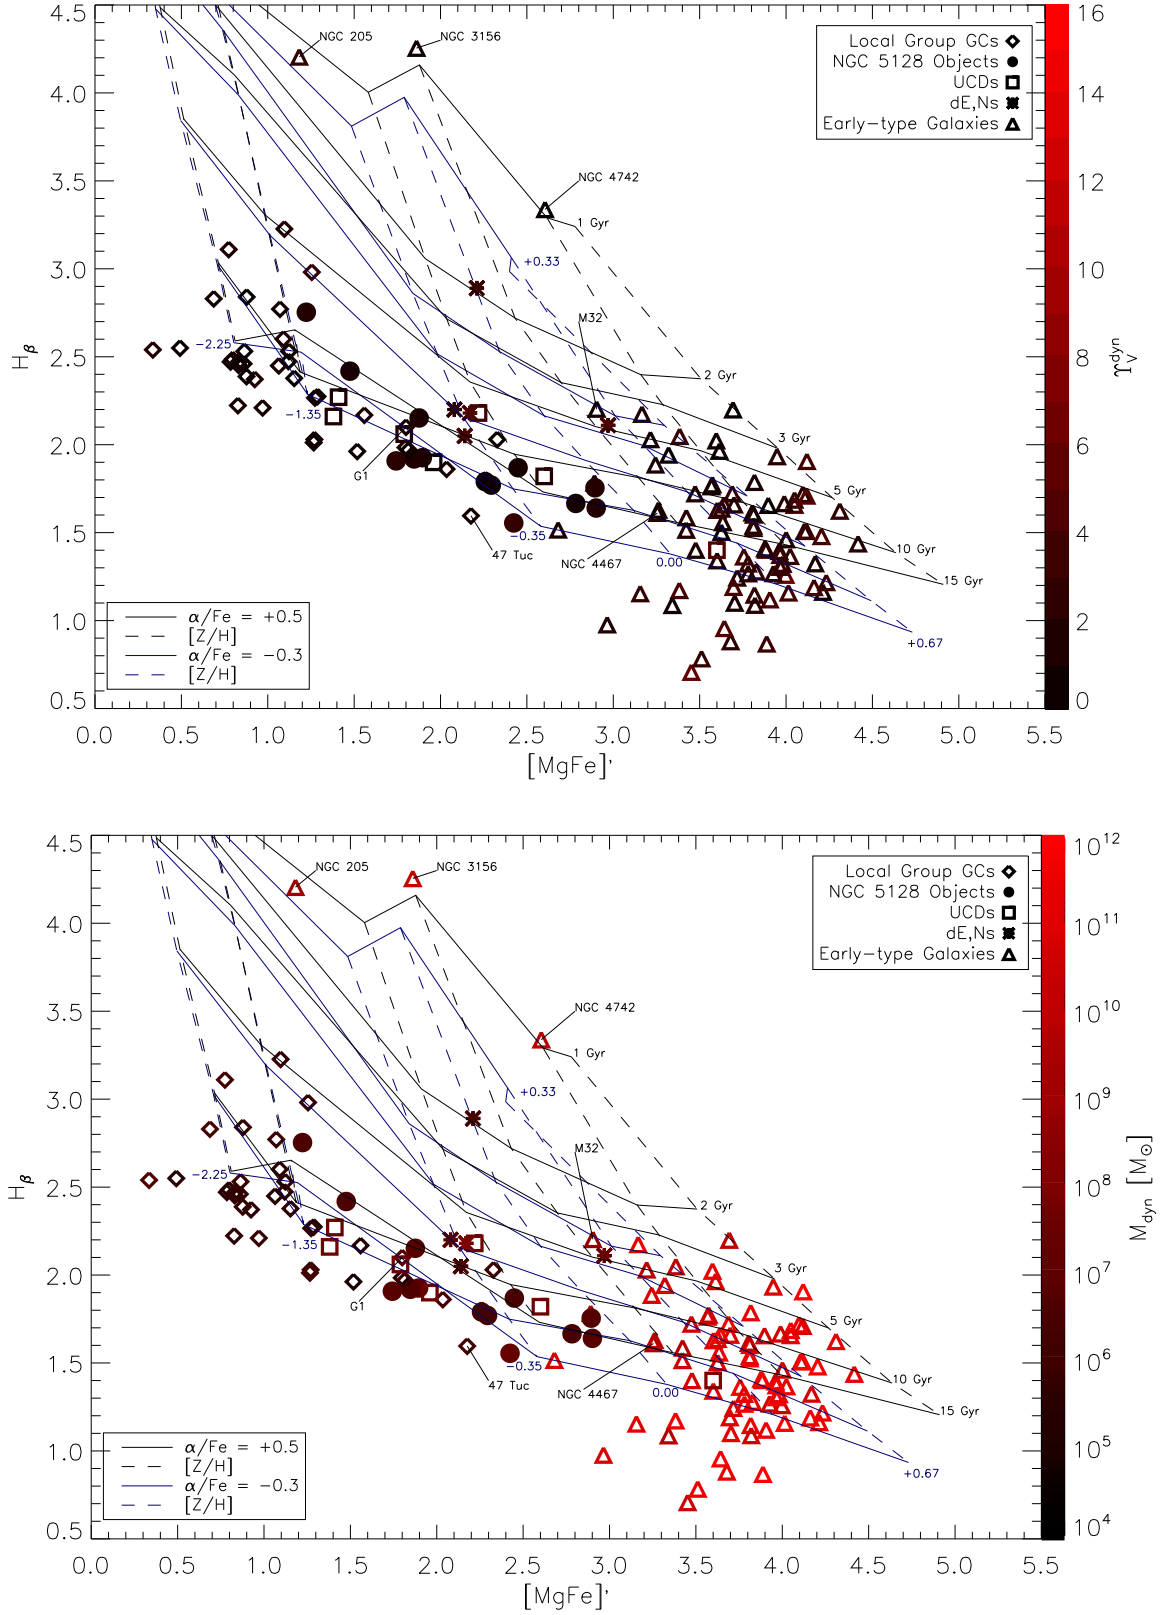 4.5
4.0
3.5
3.0
2.5
2.0
1.5
1.0
0.5
Hβ
0.0 0.5 1.0 1.5 2.0 2.5 3.0 3.5 4.0 4.5 5.0 5.5
[MgFe]'
NGC 205
NGC 3156
NGC 4742
1 Gyr
+0.33
M32
2 Gyr
3 Gyr
5 Gyr
10 Gyr
15 Gyr
-2.25
-1.35
G1
47 Tuc
-0.35
NGC 4467
0.00
+0.67
Local Group GCs
NGC 5128 Objects
UCDs
dE,Ns
Early-type Galaxies
α/Fe = +0.5
[Z/H]
α/Fe = -0.3
[Z/H]
16
14
12
10
8
6
4
2
0
ϒ_V^dyn
4.5
4.0
3.5
3.0
2.5
2.0
1.5
1.0
0.5
Hβ
0.0 0.5 1.0 1.5 2.0 2.5 3.0 3.5 4.0 4.5 5.0 5.5
[MgFe]'
NGC 205
NGC 3156
NGC 4742
1 Gyr
+0.33
M32
2 Gyr
3 Gyr
5 Gyr
10 Gyr
15 Gyr
-2.25
-1.35
G1
47 Tuc
-0.35
NGC 4467
0.00
+0.67
Local Group GCs
NGC 5128 Objects
UCDs
dE,Ns
Early-type Galaxies
α/Fe = +0.5
[Z/H]
α/Fe = -0.3
[Z/H]
10^12
10^11
10^10
10^9
10^8
10^7
10^6
10^5
10^4
M_dyn [M_⊙]